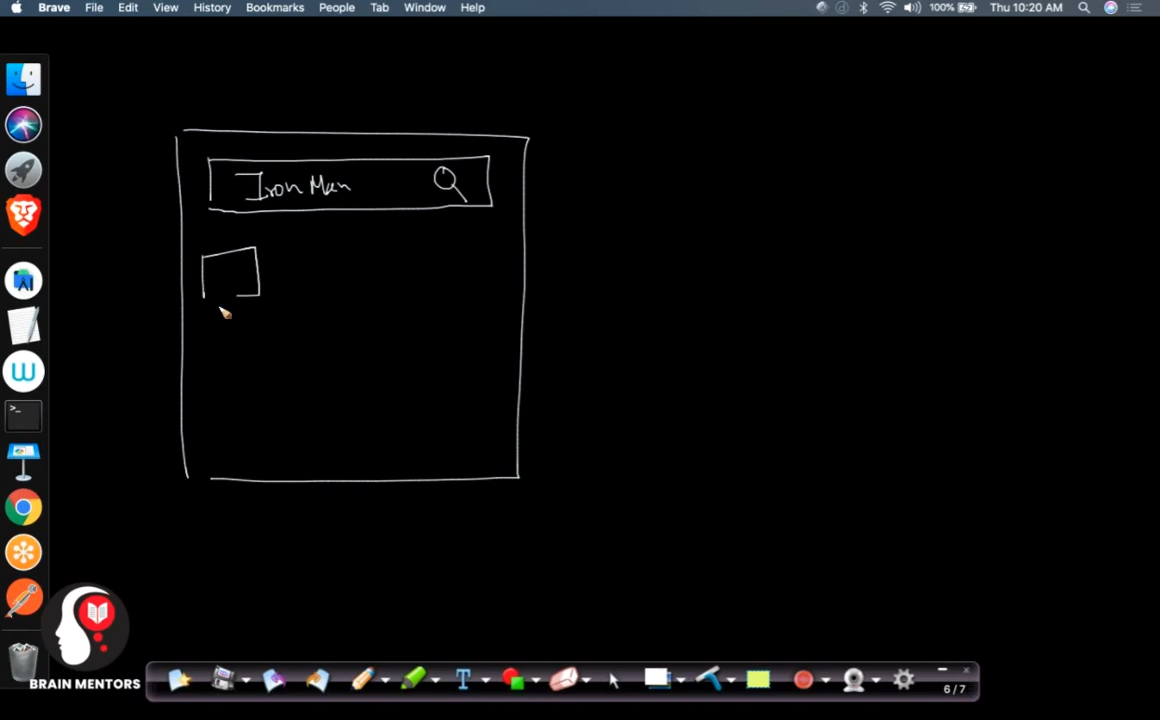 Brave File Edit View History Bookmarks People Tab Window Help 100% Thu 10:20 AM
Iron Man
BRAIN MENTORS
6/7